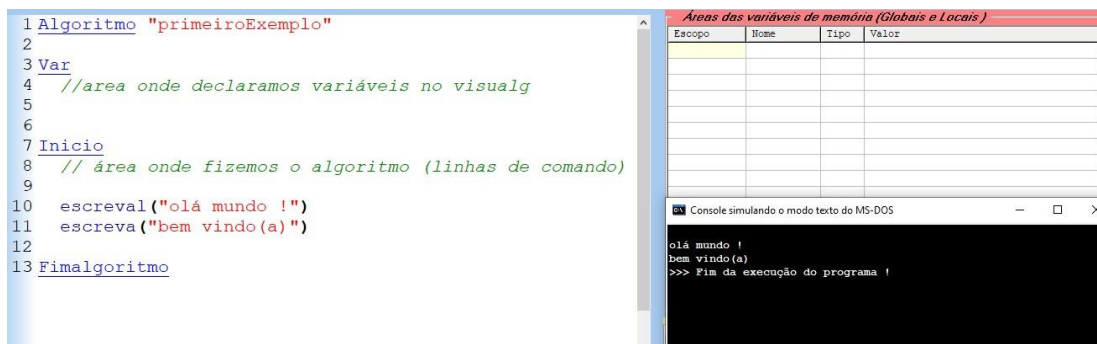 1 Algoritmo "primeiroExemplo"
2
3 Var
4 //area onde declaramos variáveis no visualg
5
6
7 Inicio
8 // área onde fizemos o algoritmo (linhas de comando)
9
10 escreval("olá mundo !")
11 escreva("bem vindo(a)")
12
13 Fimalgoritmo
Áreas das variáveis de memória (Globais e Locais )
Escopo Nome Tipo Valor
Console simulando o modo texto do MS-DOS
olá mundo !
bem vindo(a)
>>> Fim da execução do programa !